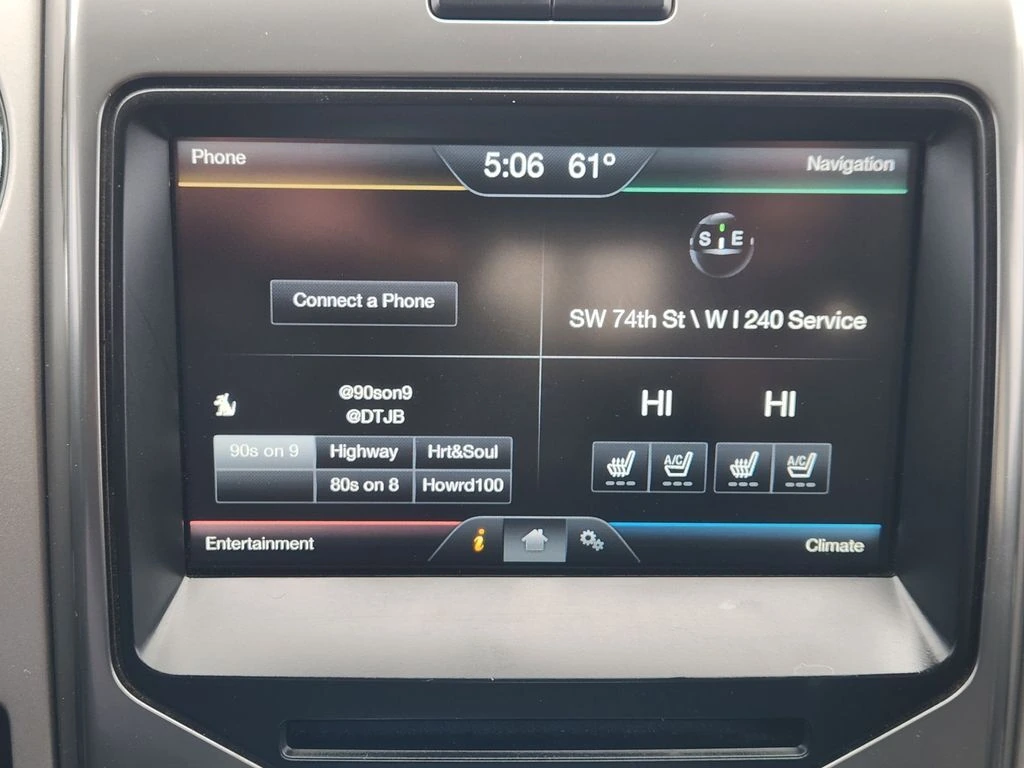 Phone
5:06 61°
Navigation
S E
Connect a Phone
SW 74th St \ W I 240 Service
@90son9
@DTJB
HI HI
90s on 9 Highway Hrt&Soul
80s on 8 Howrd100
A/C A/C
Entertainment
i
Climate